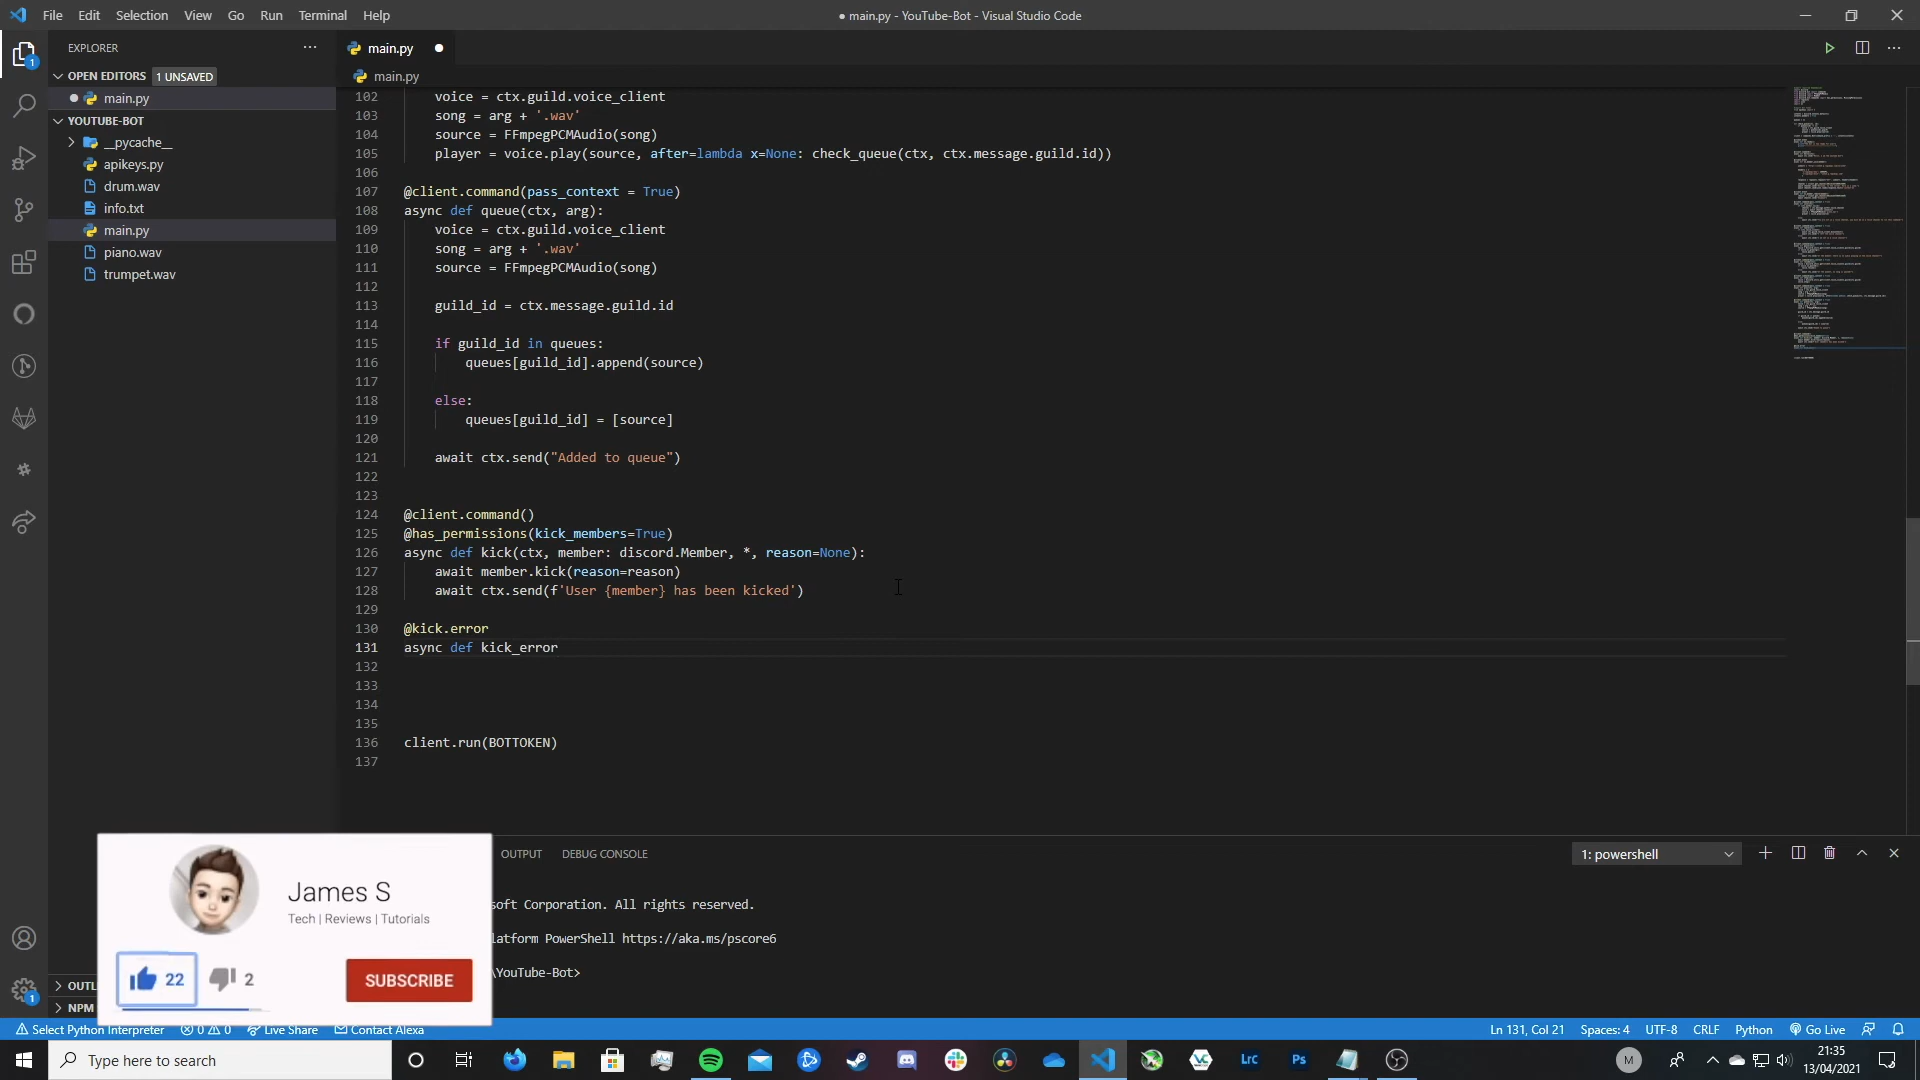 File Edit Selection View Go Run Terminal Help
● main.py - YouTube-Bot - Visual Studio Code
EXPLORER
OPEN EDITORS 1 UNSAVED
main.py
YOUTUBE-BOT
__pycache__
apikeys.py
drum.wav
info.txt
main.py
piano.wav
trumpet.wav
main.py
main.py
102 voice = ctx.guild.voice_client
103 song = arg + '.wav'
104 source = FFmpegPCMAudio(song)
105 player = voice.play(source, after=lambda x=None: check_queue(ctx, ctx.message.guild.id))
106
107 @client.command(pass_context = True)
108 async def queue(ctx, arg):
109 voice = ctx.guild.voice_client
110 song = arg + '.wav'
111 source = FFmpegPCMAudio(song)
112
113 guild_id = ctx.message.guild.id
114
115 if guild_id in queues:
116 queues[guild_id].append(source)
117
118 else:
119 queues[guild_id] = [source]
120
121 await ctx.send("Added to queue")
122
123
124 @client.command()
125 @has_permissions(kick_members=True)
126 async def kick(ctx, member: discord.Member, *, reason=None):
127 await member.kick(reason=reason)
128 await ctx.send(f'User {member} has been kicked')
129
130 @kick.error
131 async def kick_error
132
133
134
135
136 client.run(BOTTOKEN)
137
OUTPUT DEBUG CONSOLE
1: powershell
soft Corporation. All rights reserved.
latform PowerShell https://aka.ms/pscore6
\YouTube-Bot>
James S
Tech | Reviews | Tutorials
22 2 SUBSCRIBE
OUTL
NPM
1
1
Select Python Interpreter 0 0 Live Share Contact Alexa
Ln 131, Col 21 Spaces: 4 UTF-8 CRLF Python Go Live
Type here to search
Lrc Ps M
21:35
13/04/2021